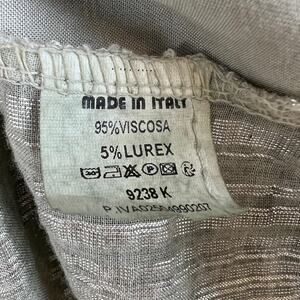 MADE IN ITALY
95%VISCOSA
5%LUREX
9238 K